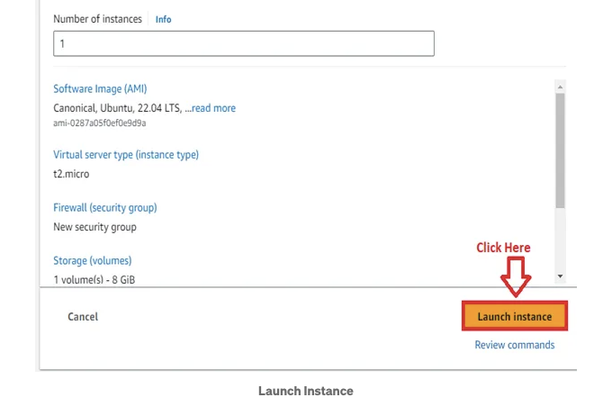 Number of instances Info
1
Software Image (AMI)
Canonical, Ubuntu, 22.04 LTS, ...read more
ami-0287a05f0ef0e9d9a
Virtual server type (instance type)
t2.micro
Firewall (security group)
New security group
Storage (volumes)
1 volume(s) - 8 GiB
Click Here
Cancel
Launch instance
Review commands
Launch Instance